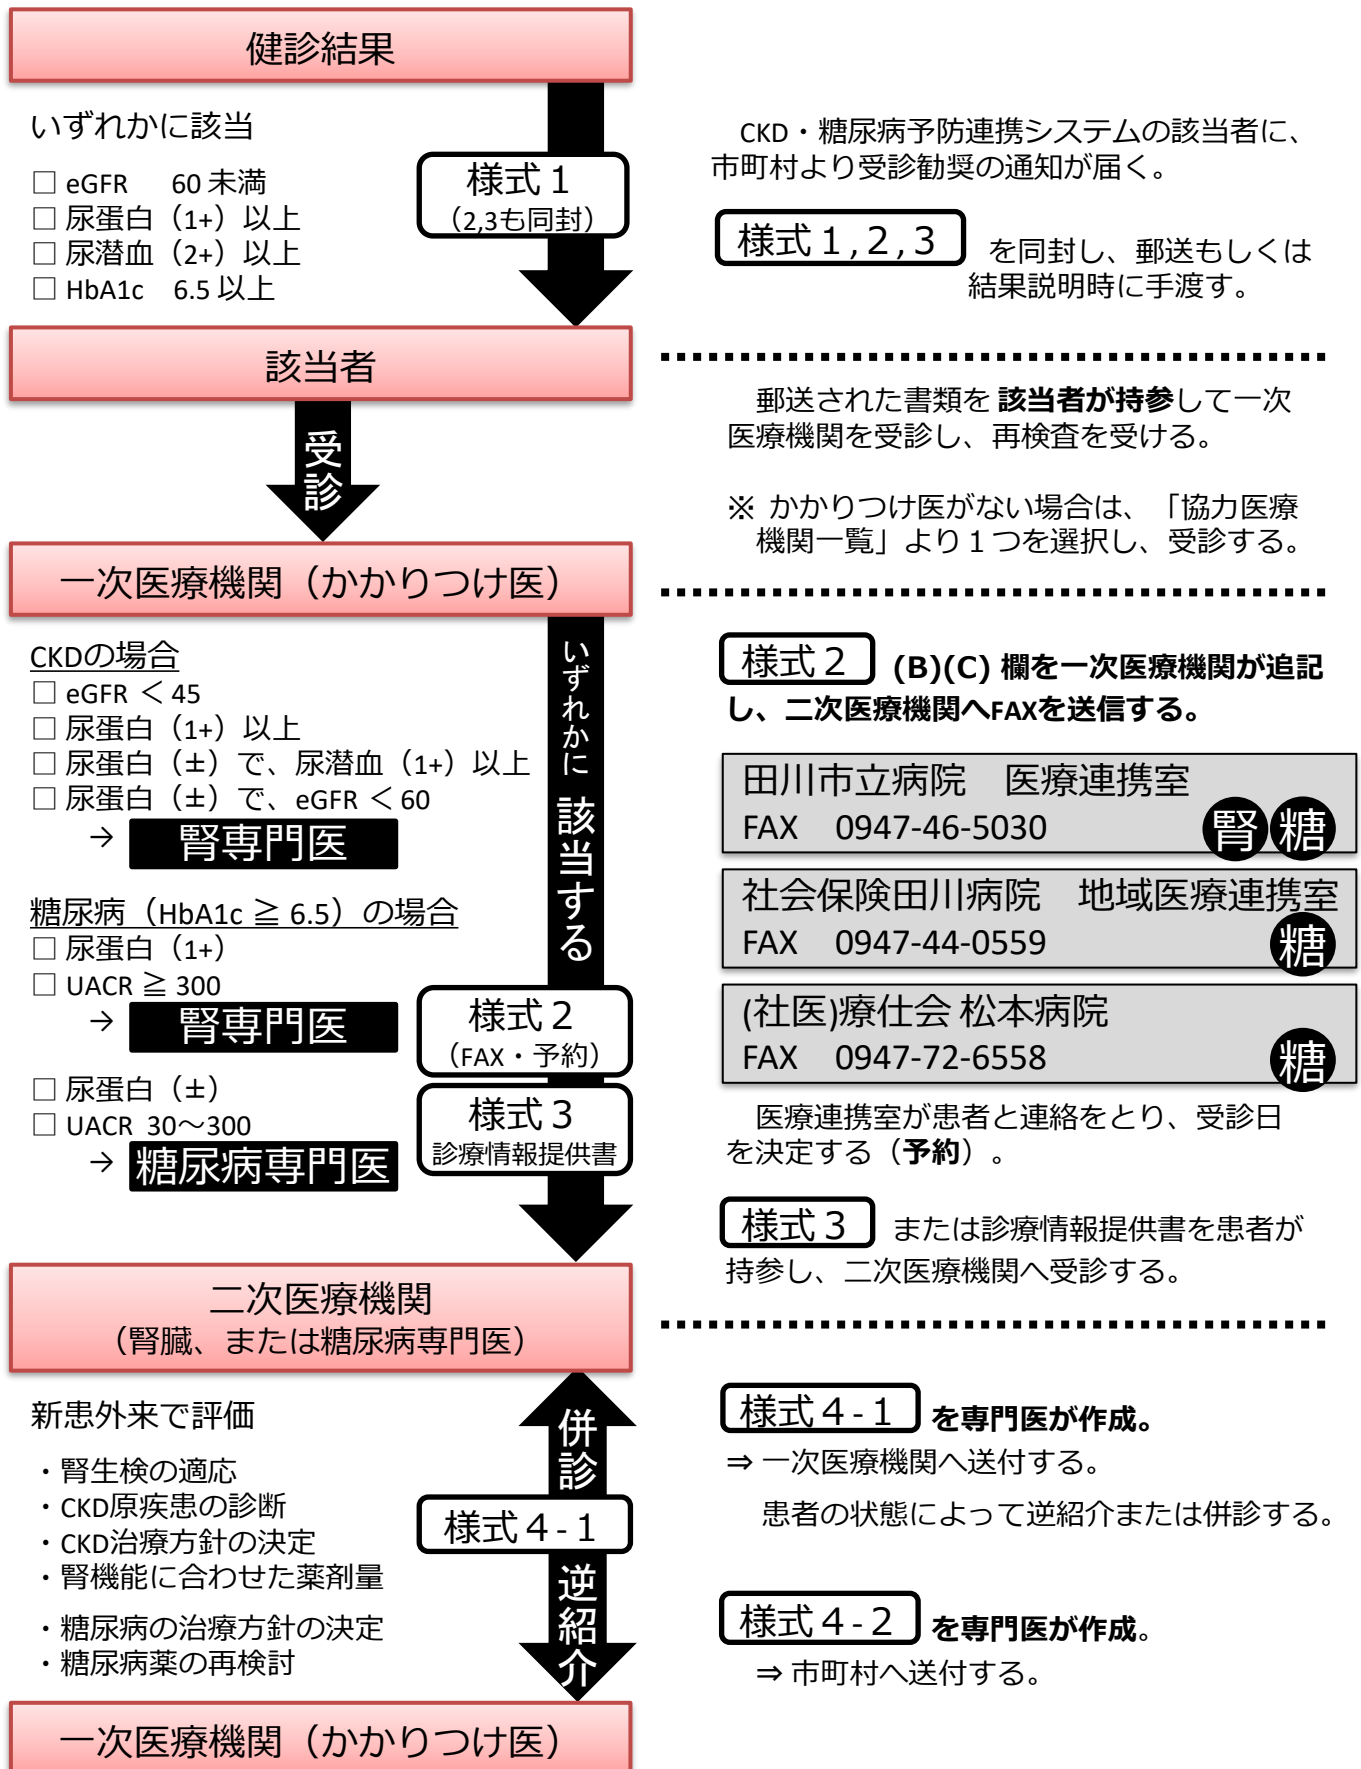 健診結果
いずれかに該当
□ eGFR 60 未満
□ 尿蛋白（1+）以上
□ 尿潜血（2+）以上
□ HbA1c 6.5 以上
様式１
（2,3も同封）
CKD・糖尿病予防連携システムの該当者に、
市町村より受診勧奨の通知が届く。
様式１,２,３ を同封し、郵送もしくは
結果説明時に手渡す。
該当者
受診
郵送された書類を 該当者が持参して一次
医療機関を受診し、再検査を受ける。
※ かかりつけ医がない場合は、「協力医療
機関一覧」より１つを選択し、受診する。
一次医療機関（かかりつけ医）
CKDの場合
□ eGFR ＜ 45
□ 尿蛋白（1+）以上
□ 尿蛋白（±）で、尿潜血（1+）以上
□ 尿蛋白（±）で、eGFR ＜ 60
→ 腎専門医
糖尿病（HbA1c ≧ 6.5）の場合
□ 尿蛋白（1+）
□ UACR ≧ 300
→ 腎専門医
□ 尿蛋白（±）
□ UACR 30～300
→ 糖尿病専門医
いずれかに 該当する
様式２
（FAX・予約）
様式３
診療情報提供書
様式２ (B)(C) 欄を一次医療機関が追記
し、二次医療機関へFAXを送信する。
田川市立病院 医療連携室
FAX 0947-46-5030 腎 糖
社会保険田川病院 地域医療連携室
FAX 0947-44-0559 糖
(社医)療仕会 松本病院
FAX 0947-72-6558 糖
医療連携室が患者と連絡をとり、受診日
を決定する（予約）。
様式３ または診療情報提供書を患者が
持参し、二次医療機関へ受診する。
二次医療機関
（腎臓、または糖尿病専門医）
新患外来で評価
・腎生検の適応
・CKD原疾患の診断
・CKD治療方針の決定
・腎機能に合わせた薬剤量
・糖尿病の治療方針の決定
・糖尿病薬の再検討
併診
様式４-１
逆紹介
様式４-１ を専門医が作成。
⇒ 一次医療機関へ送付する。
患者の状態によって逆紹介または併診する。
様式４-２ を専門医が作成。
⇒ 市町村へ送付する。
一次医療機関（かかりつけ医）